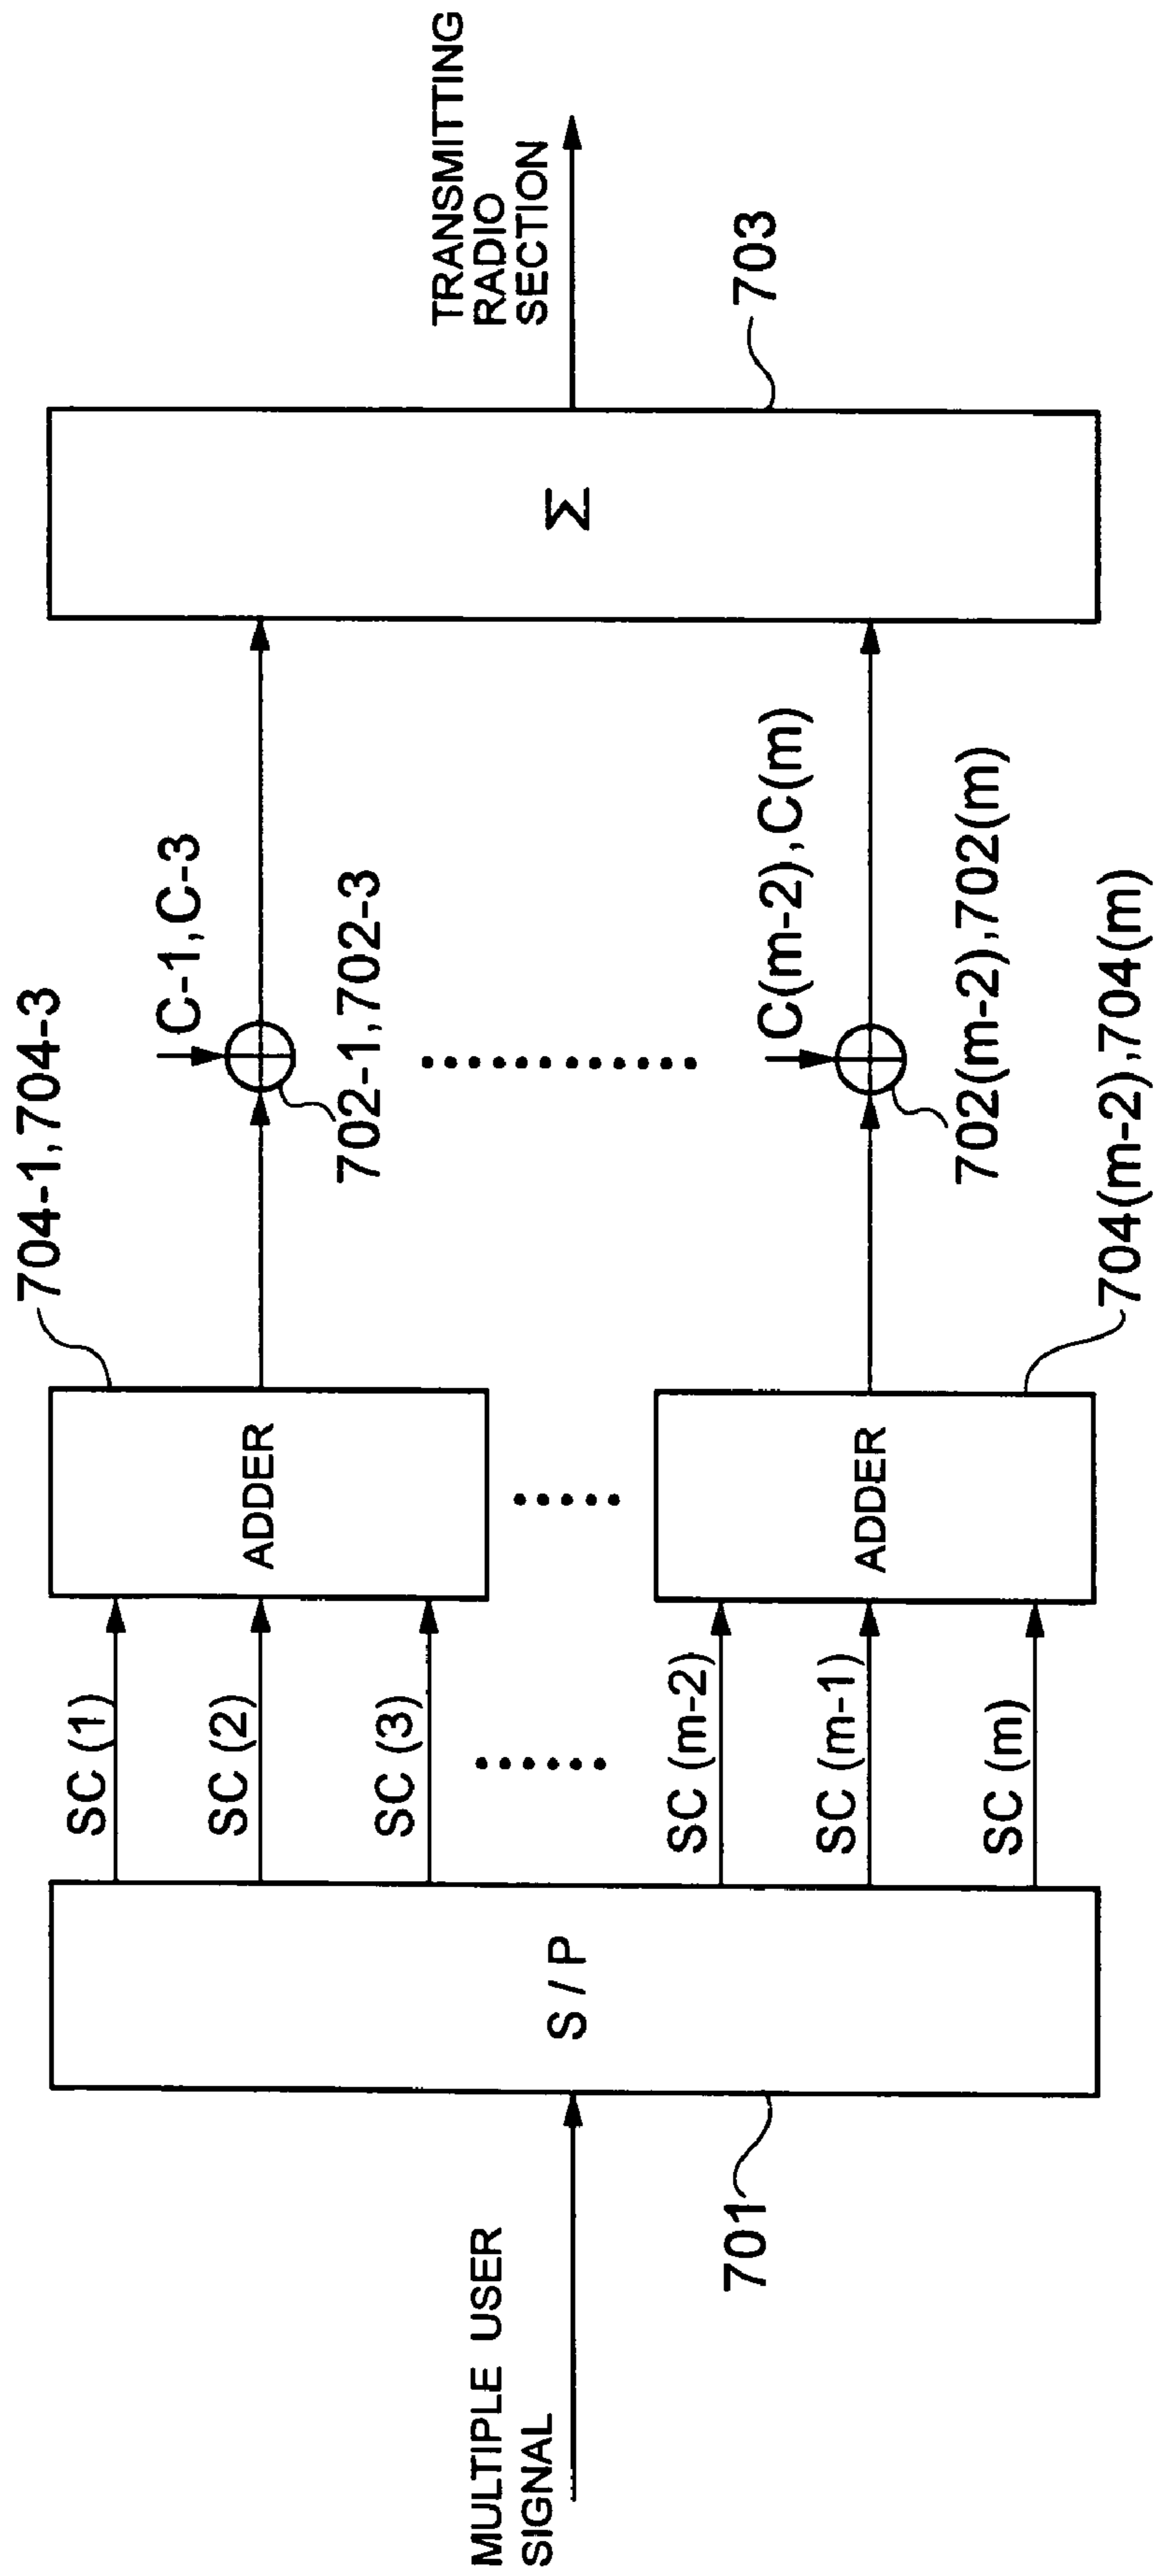 MULTIPLE USER
SIGNAL
701
S / P
SC (1)
SC (2)
SC (3)
SC (m-2)
SC (m-1)
SC (m)
ADDER
704-1,704-3
ADDER
704(m-2),704(m)
C-1,C-3
702-1,702-3
C(m-2),C(m)
702(m-2),702(m)
Σ
703
TRANSMITTING
RADIO
SECTION